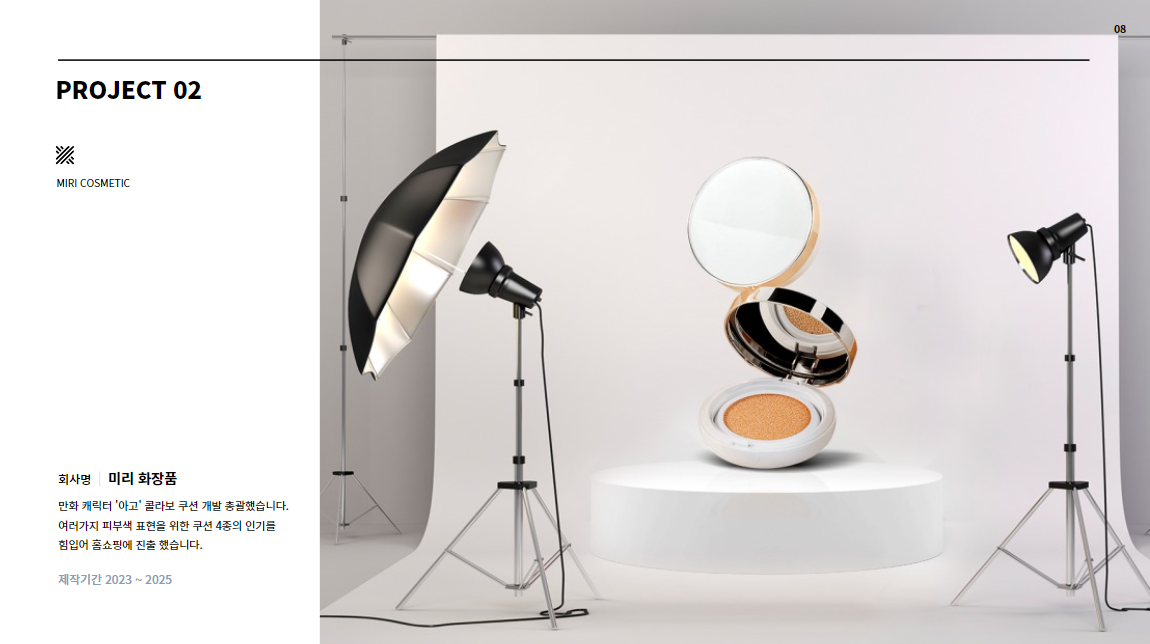 08
PROJECT 02
MIRI COSMETIC
회사명 미리 화장품
만화 캐릭터 '아고' 콜라보 쿠션 개발 총괄했습니다.
여러가지 피부색 표현을 위한 쿠션 4종의 인기를
힘입어 홈쇼핑에 진출 했습니다.
제작기간 2023 ~ 2025